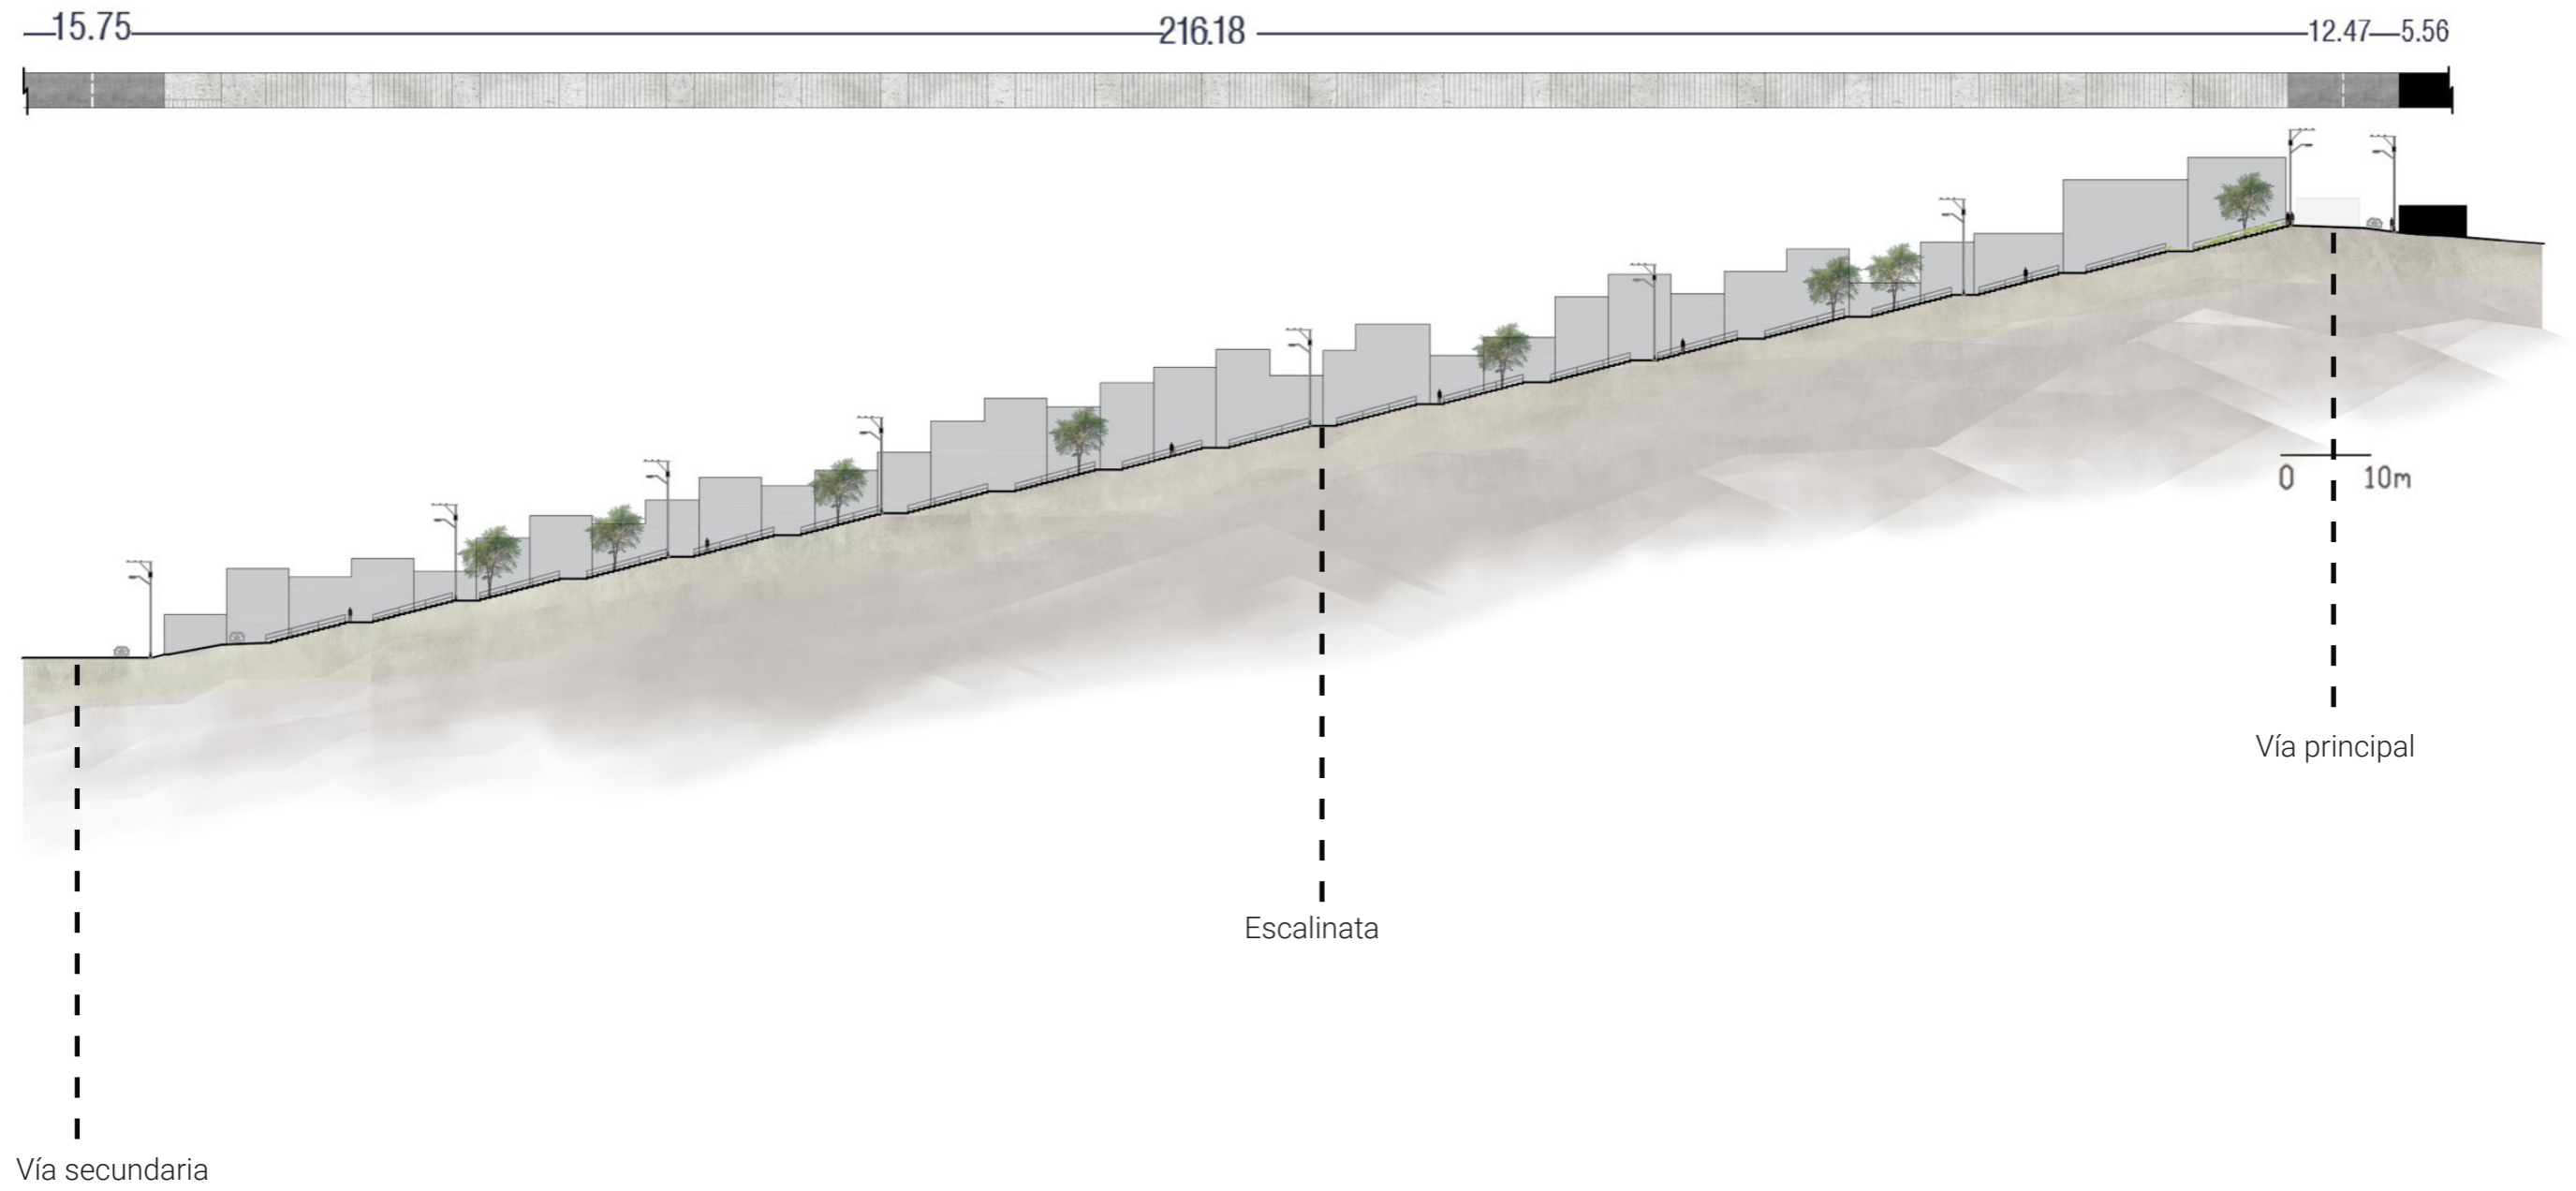 15.75 216.18 12.47 5.56
0 10m
Vía principal
Escalinata
Vía secundaria